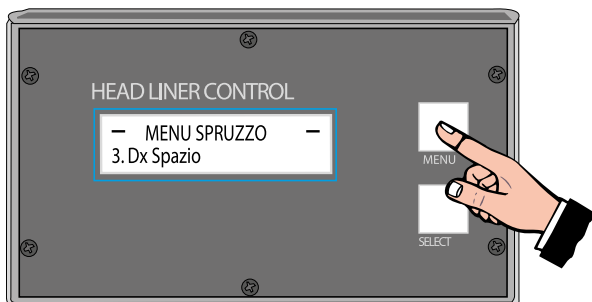 HEAD LINER CONTROL
– MENU SPRUZZO –
3. Dx Spazio
MENU
SELECT